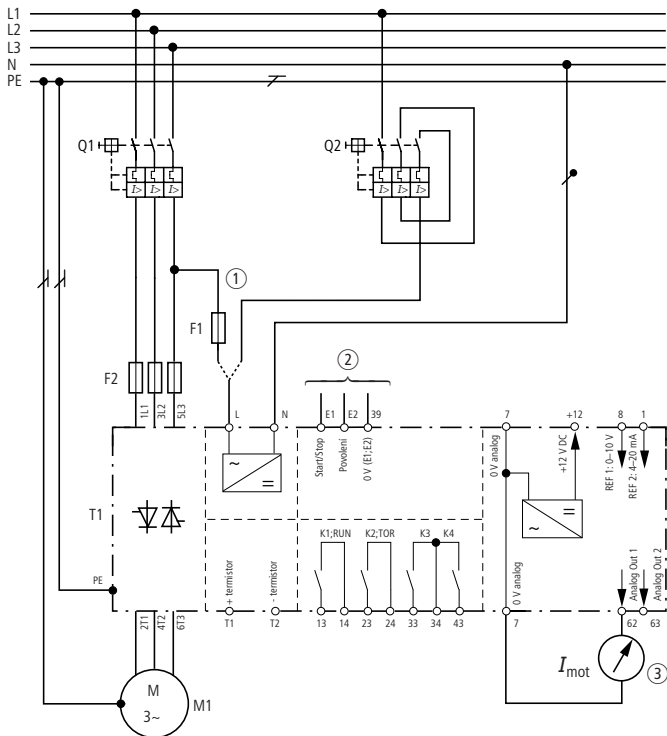 L1
L2
L3
N
PE
Q1
Q2
I> I> I>
I> I> I>
①
F1
F2
②
1L1
3L2
5L3
L
N
E1
E2
39
7
+12
8
1
Start/Stop
Povolení
0 V (E1;E2)
0 V analog
+12 V DC
REF 1: 0–10 V
REF 2: 4–20 mA
~
=
=
~
T1
K1;RUN
K2;TOR
K3
K4
PE
+ termistor
- termistor
0 V analog
Analog Out 1
Analog Out 2
2T1
4T2
6T3
T1
T2
13
14
23
24
33
34
43
7
62
63
M
3~
M1
Imot
③